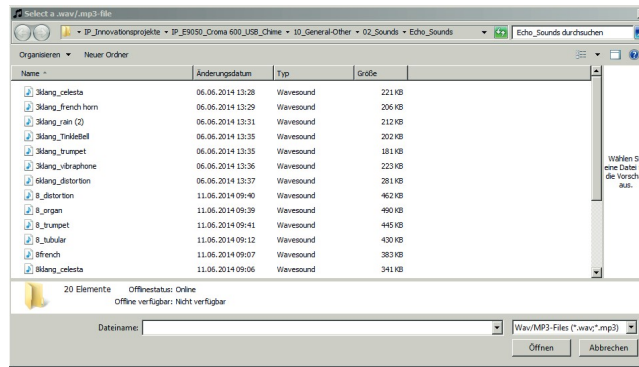 Select a .wav/.mp3-file
IP_Innovationsprojekte IP_E9050_Croma 600_USB_Chime 10_General-Other 02_Sounds Echo_Sounds Echo_Sounds durchsuchen
Organisieren Neuer Ordner
Name Änderungsdatum Typ Größe
3klang_celesta 06.06.2014 13:28 Wavesound 221 KB
3klang_french horn 06.06.2014 13:29 Wavesound 206 KB
3klang_rain (2) 06.06.2014 13:31 Wavesound 212 KB
3klang_TinkleBell 06.06.2014 13:35 Wavesound 202 KB
3klang_trumpet 06.06.2014 13:35 Wavesound 181 KB
3klang_vibraphone 06.06.2014 13:36 Wavesound 223 KB
6klang_distortion 06.06.2014 13:37 Wavesound 281 KB
8_distortion 11.06.2014 09:40 Wavesound 462 KB
8_organ 11.06.2014 09:39 Wavesound 490 KB
8_trumpet 11.06.2014 09:41 Wavesound 445 KB
8_tubular 11.06.2014 09:12 Wavesound 430 KB
8french 11.06.2014 09:07 Wavesound 383 KB
8klang_celesta 11.06.2014 09:06 Wavesound 341 KB
Wählen S
eine Datei
die Vorsch
aus.
20 Elemente Offlinestatus: Online
Offline verfügbar: Nicht verfügbar
Dateiname: Wav/MP3-Files (*.wav;*.mp3)
Öffnen Abbrechen